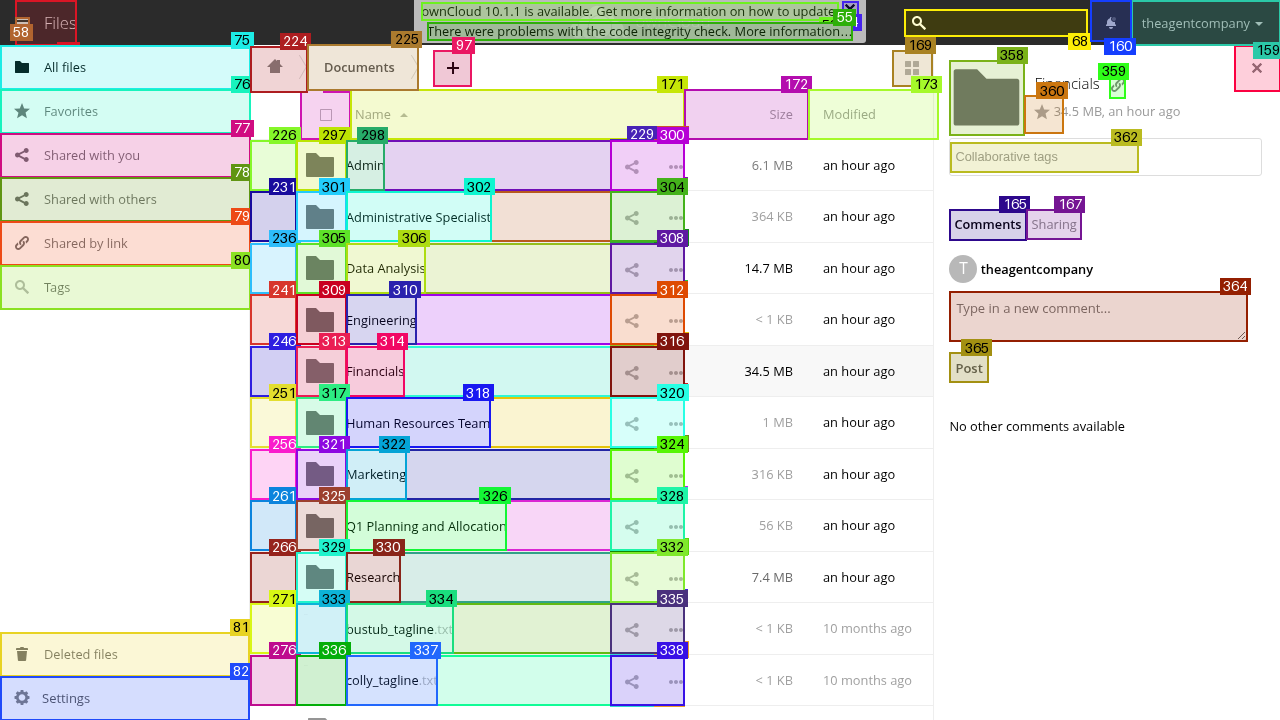 Files
58
ownCloud 10.1.1 is available. Get more information on how to update
There were problems with the code integrity check. More information...
55
68
160
theagentcompany
159
75
All files
76
Favorites
77
Shared with you
78
Shared with others
79
Shared by link
80
Tags
81
Deleted files
82
Settings
224
225
Documents
97
+
169
171
172
173
Name
Size
Modified
226 297 298 229 300
Admin
6.1 MB
an hour ago
231 301 302 304
Administrative Specialist
364 KB
an hour ago
236 305 306 308
Data Analysis
14.7 MB
an hour ago
241 309 310 312
Engineering
< 1 KB
an hour ago
246 313 314 316
Financials
34.5 MB
an hour ago
251 317 318 320
Human Resources Team
1 MB
an hour ago
256 321 322 324
Marketing
316 KB
an hour ago
261 325 326 328
Q1 Planning and Allocation
56 KB
an hour ago
266 329 330 332
Research
7.4 MB
an hour ago
271 333 334 335
bustub_tagline.txt
< 1 KB
10 months ago
276 336 337 338
colly_tagline.txt
< 1 KB
10 months ago
358
359
Financials
360
34.5 MB, an hour ago
362
Collaborative tags
165
167
Comments
Sharing
T
theagentcompany
364
Type in a new comment...
365
Post
No other comments available